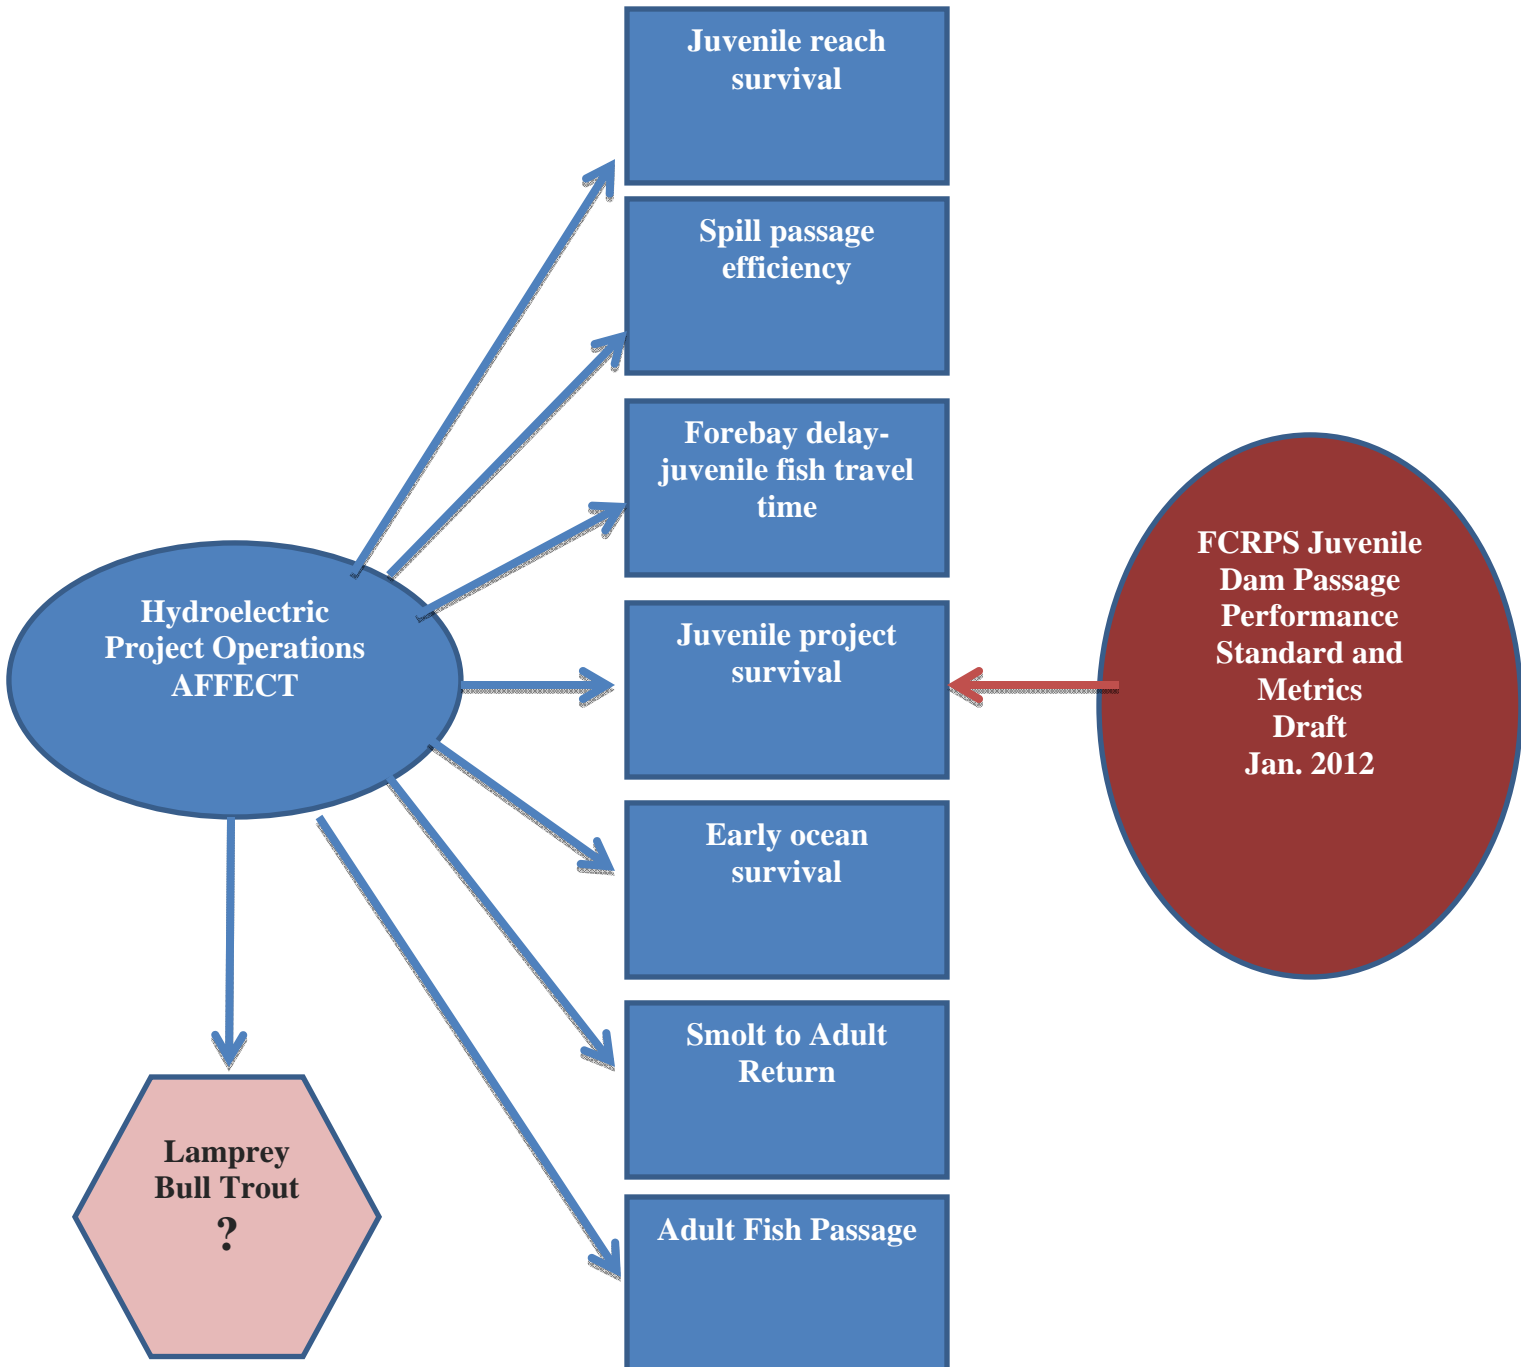 Juvenile reach
survival
Spill passage
efficiency
Forebay delay-
juvenile fish travel
time
Juvenile project
survival
Early ocean
survival
Smolt to Adult
Return
Adult Fish Passage
Hydroelectric
Project Operations
AFFECT
Lamprey
Bull Trout
?
FCRPS Juvenile
Dam Passage
Performance
Standard and
Metrics
Draft
Jan. 2012